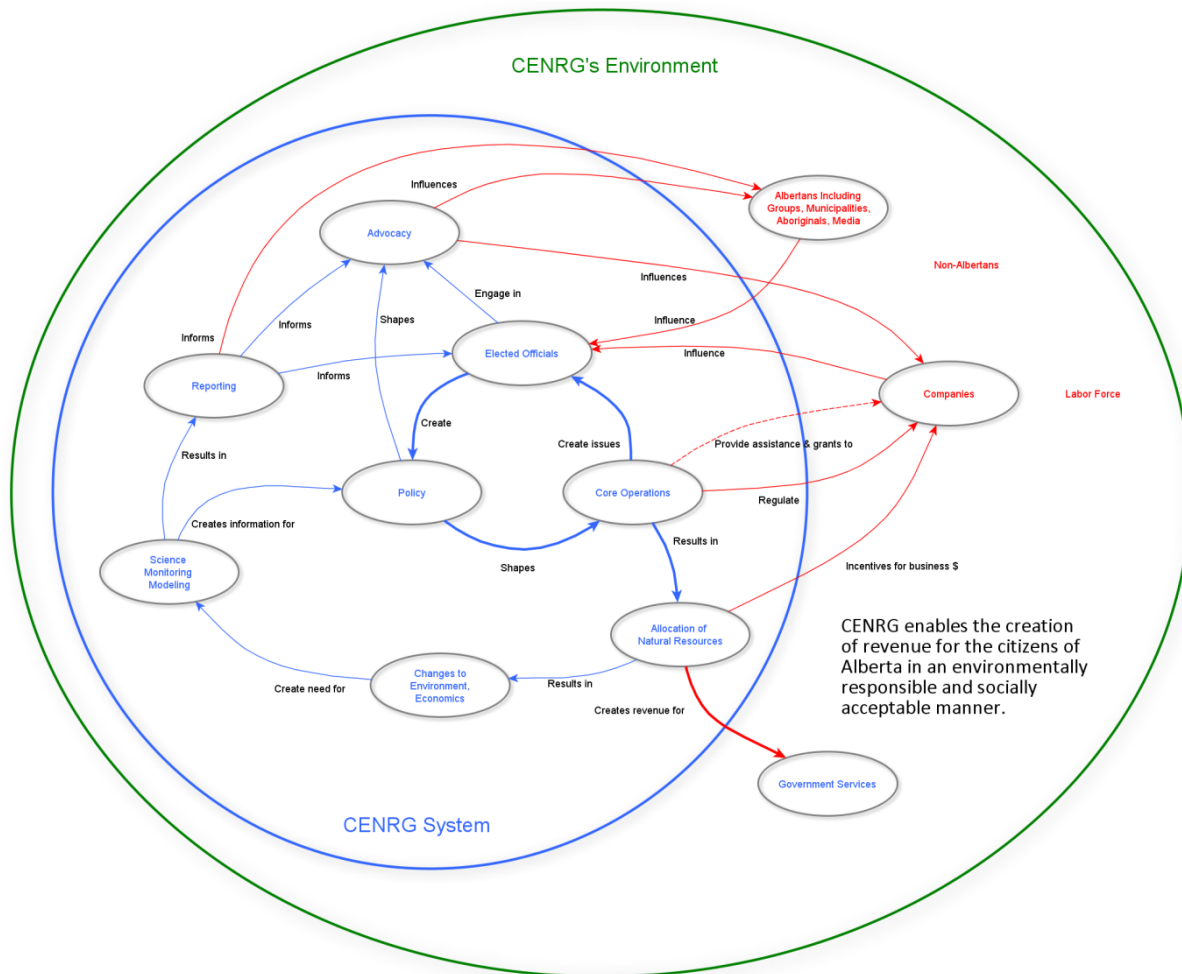 CENRG's Environment
Influences
Albertans Including
Groups, Municipalities,
Aboriginals, Media
Advocacy
Non-Albertans
Influences
Engage in
Shapes
Informs
Informs
Influence
Influence
Elected Officials
Informs
Reporting
Companies
Labor Force
Create
Create issues
Provide assistance & grants to
Results in
Policy
Core Operations
Regulate
Creates information for
Results in
Shapes
Science
Monitoring
Modeling
Incentives for business $
Allocation of
Natural Resources
CENRG enables the creation
of revenue for the citizens of
Alberta in an environmentally
responsible and socially
acceptable manner.
Changes to
Environment,
Economics
Create need for
Results in
Creates revenue for
Government Services
CENRG System